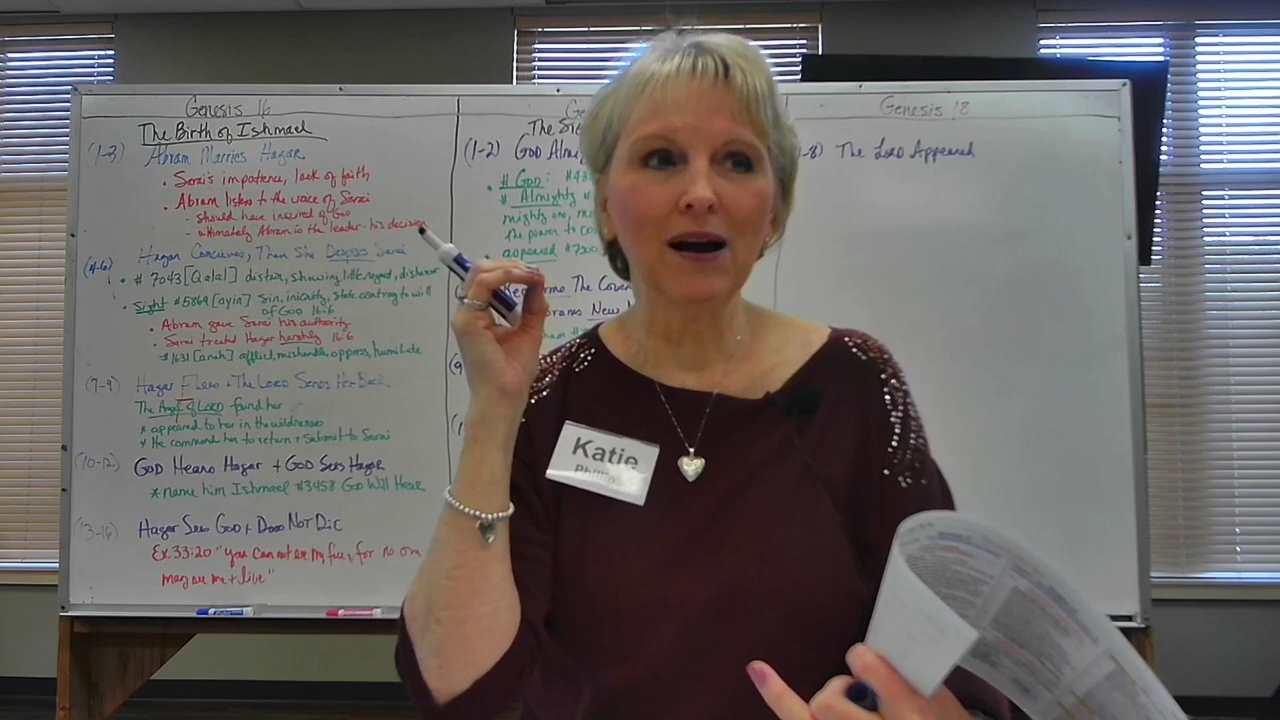 Genesis 16
The Birth of Ishmael
(1-3) Abram Marries Hagar
• Sarai's impatience, lack of faith
• Abram listens to the voice of Sarai
- should have inquired of God
- ultimately Abram is the leader - his decision
(4-6) Hagar Conceives, Then She Despises Sarai
• # 7043 [Qalal] disdain, showing little regard, dishonor
• Sight #5869 [ayin] Sin, iniquity, state contrary to will
of God 16:6
• Abram gave Sarai his authority
• Sarai treated Hagar harshly 16:6
[anah] afflict, mishandle, oppress, humiliate
(7-9) Hagar Flees + The LORD Sends Her Back
The Angel of LORD found her
* appeared to her in the wilderness
* He command her to return + submit to Sarai
(10-12) GOD Hears Hagar + GOD Sees Hagar
* name him Ishmael #3458 God Will Hear
(13-16) Hagar Sees God + Does NOT Die
Ex. 33:20 "you can not see my face, for no one
may see me + live"
The
(1-2) GOD
• # God: #
# Almighty #
mighty one,
the power to
appeared
The
New
Genesis 18
-8) The LORD Appeared
Katie